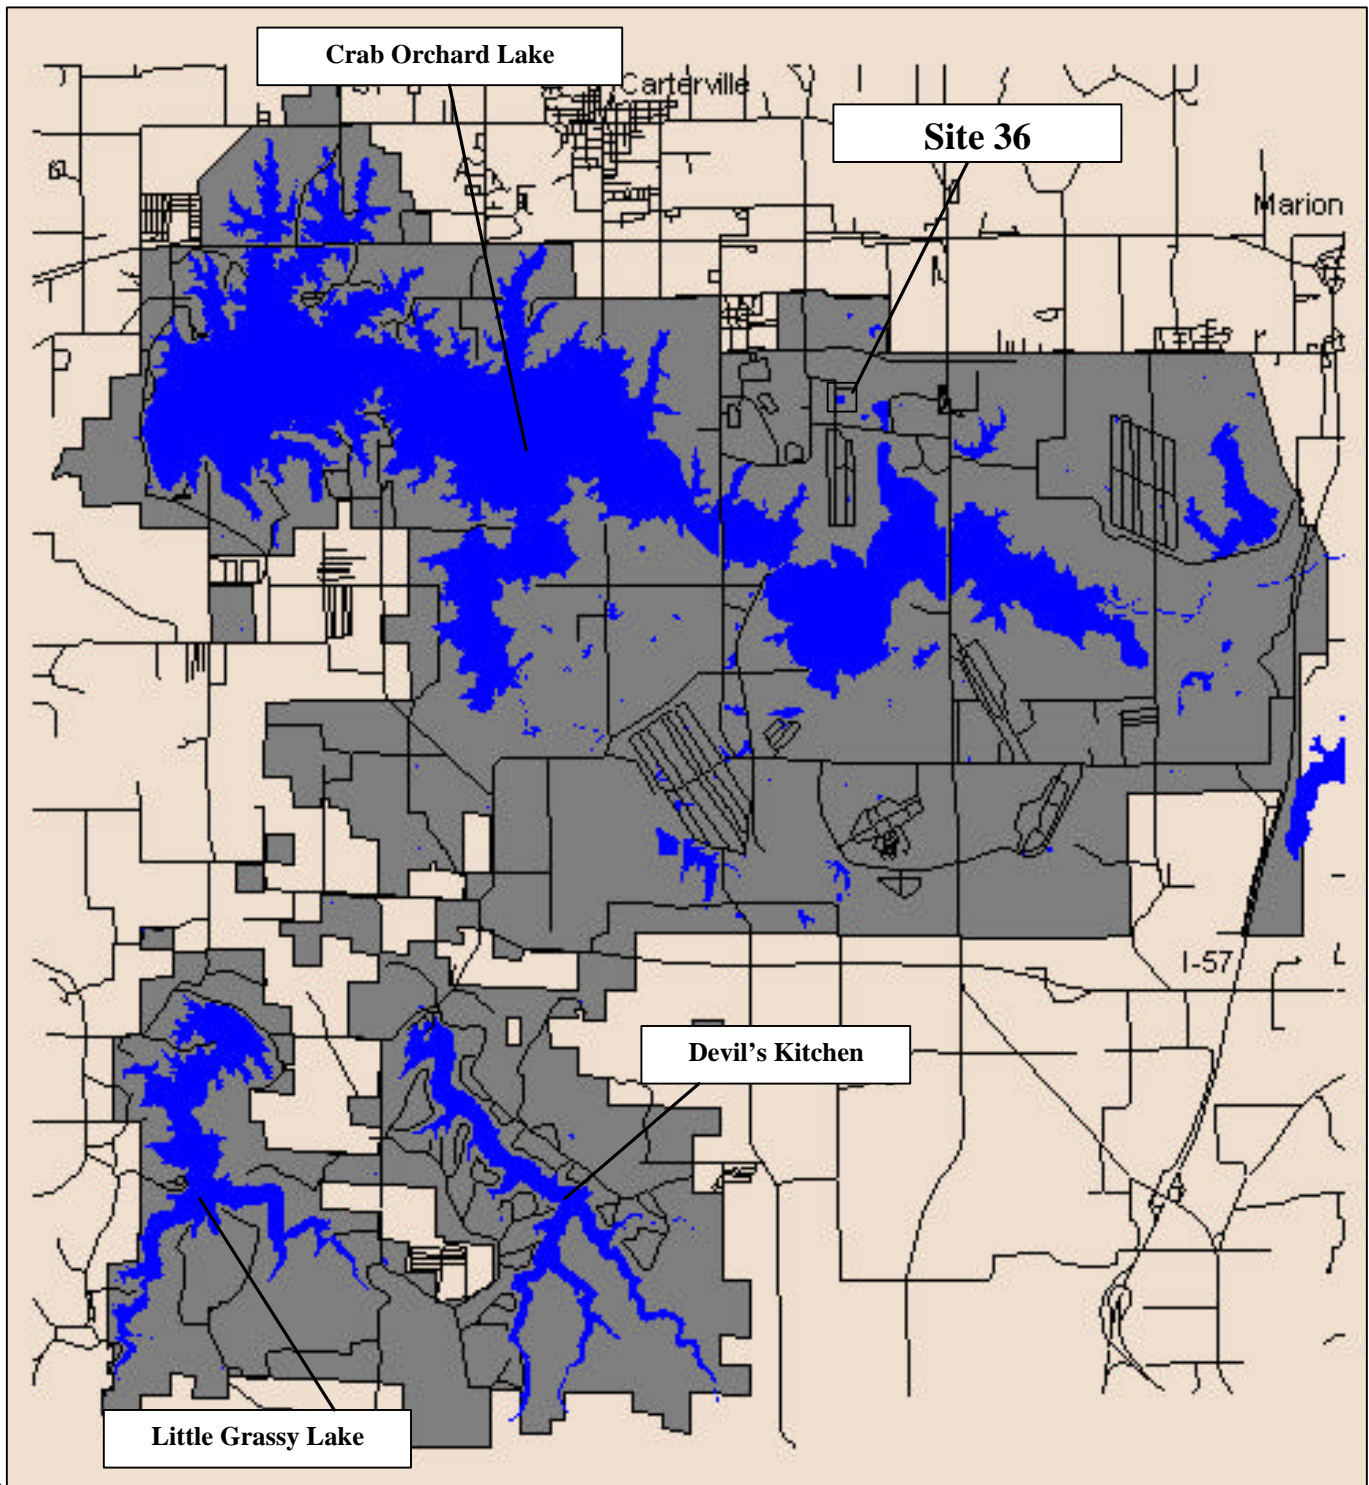 Crab Orchard Lake
Carterville
Site 36
Marion
I-57
Devil's Kitchen
Little Grassy Lake